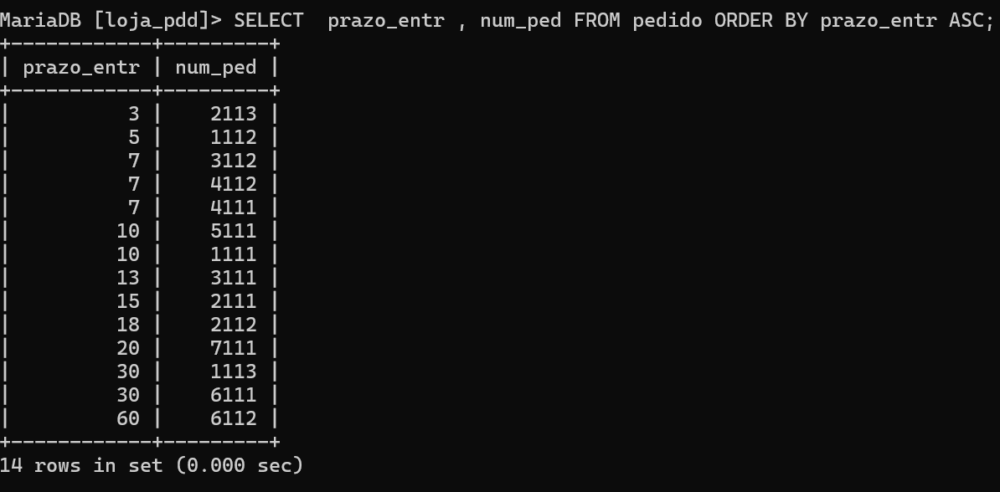 MariaDB [loja_pdd]> SELECT  prazo_entr , num_ped FROM pedido ORDER BY prazo_entr ASC;
+------------+---------+
| prazo_entr | num_ped |
+------------+---------+
|          3 |    2113 |
|          5 |    1112 |
|          7 |    3112 |
|          7 |    4112 |
|          7 |    4111 |
|         10 |    5111 |
|         10 |    1111 |
|         13 |    3111 |
|         15 |    2111 |
|         18 |    2112 |
|         20 |    7111 |
|         30 |    1113 |
|         30 |    6111 |
|         60 |    6112 |
+------------+---------+
14 rows in set (0.000 sec)